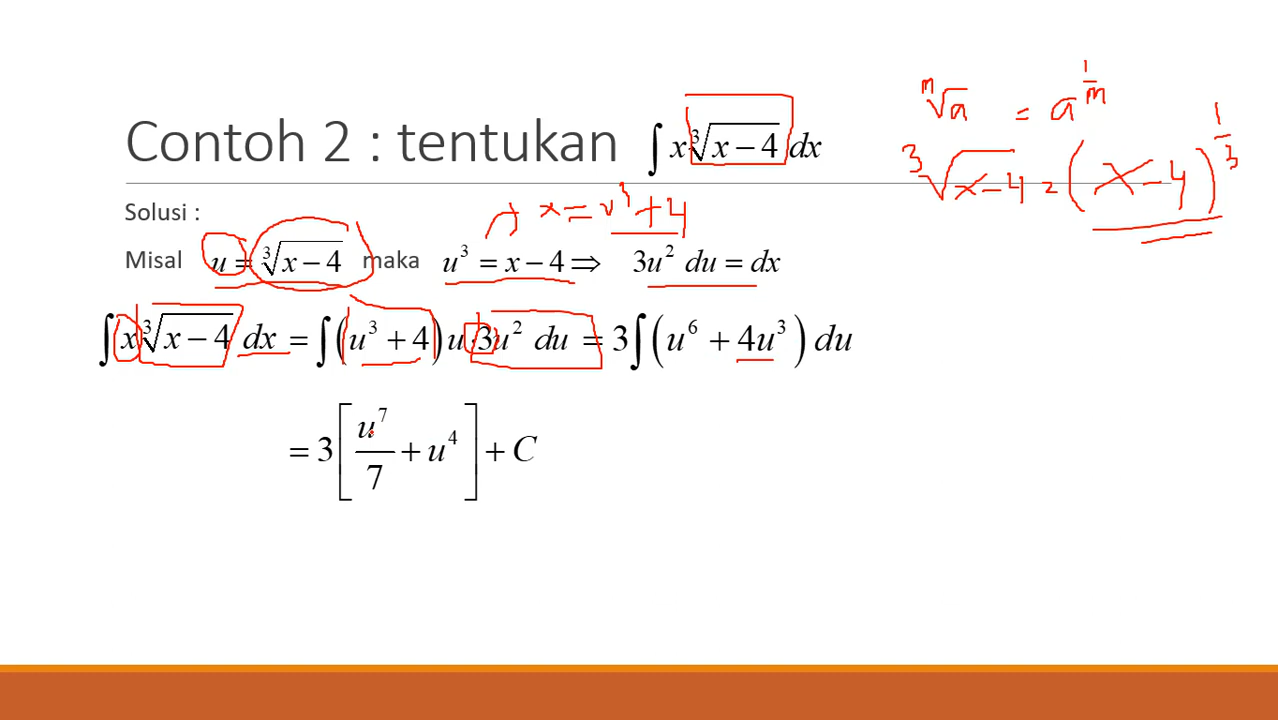 Contoh 2 : tentukan ∫ x∛(x − 4) dx
ᵐ√a = a^(1/m)
∛(x−4) = (x−4)^(1/3)
Solusi :
x = u³ + 4
Misal u = ∛(x − 4) maka u³ = x − 4 ⇒ 3u² du = dx
∫ x∛(x − 4) dx = ∫ (u³ + 4) u · 3u² du = 3 ∫ (u⁶ + 4u³) du
= 3 [u⁷/7 + u⁴] + C